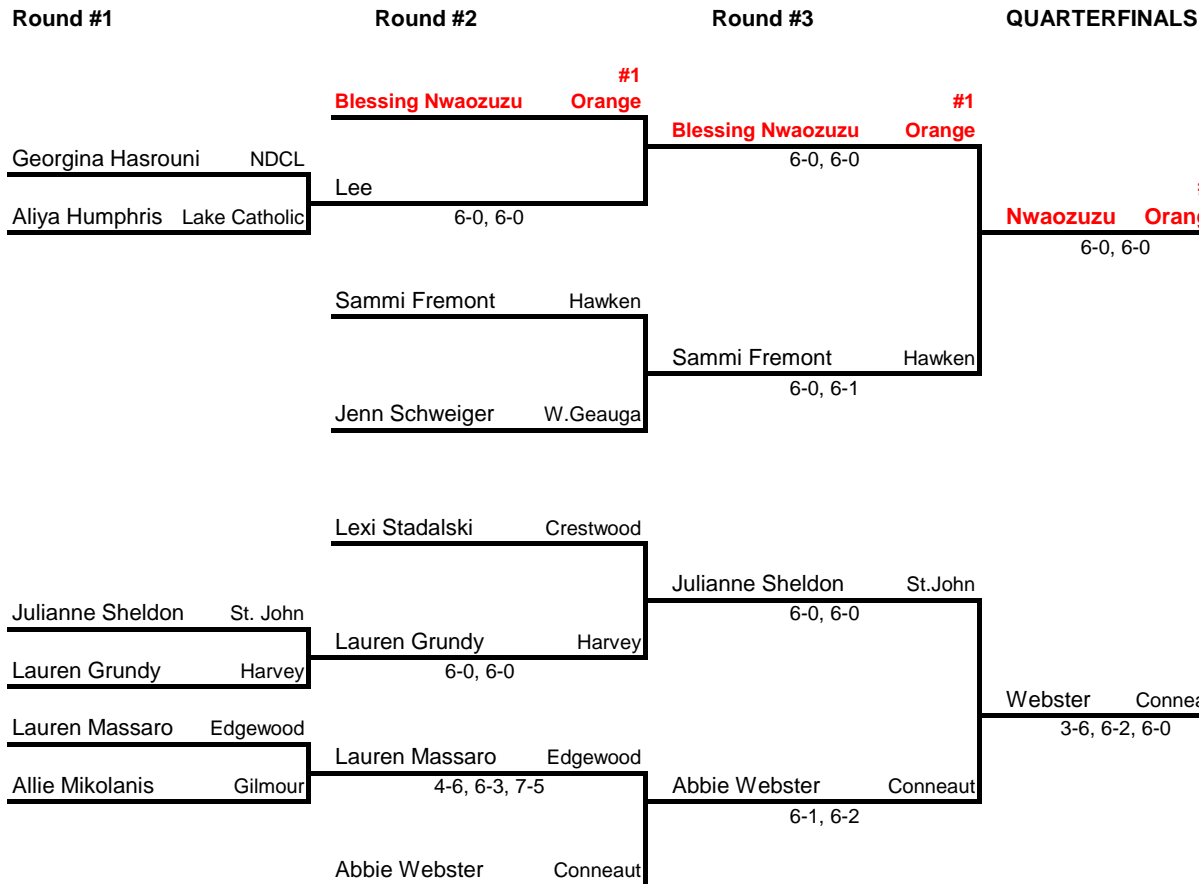 Round #1 Round #2 Round #3 QUARTERFINALS
#1
Blessing Nwaozuzu Orange #1
Blessing Nwaozuzu Orange
Georgina Hasrouni NDCL 6-0, 6-0
Lee
Aliya Humphris Lake Catholic 6-0, 6-0 Nwaozuzu Orang
6-0, 6-0
Sammi Fremont Hawken
Sammi Fremont Hawken
6-0, 6-1
Jenn Schweiger W.Geauga
Lexi Stadalski Crestwood
Julianne Sheldon St.John
Julianne Sheldon St. John 6-0, 6-0
Lauren Grundy Harvey
Lauren Grundy Harvey 6-0, 6-0
Webster Connea
Lauren Massaro Edgewood 3-6, 6-2, 6-0
Lauren Massaro Edgewood
Allie Mikolanis Gilmour 4-6, 6-3, 7-5 Abbie Webster Conneaut
6-1, 6-2
Abbie Webster Conneaut